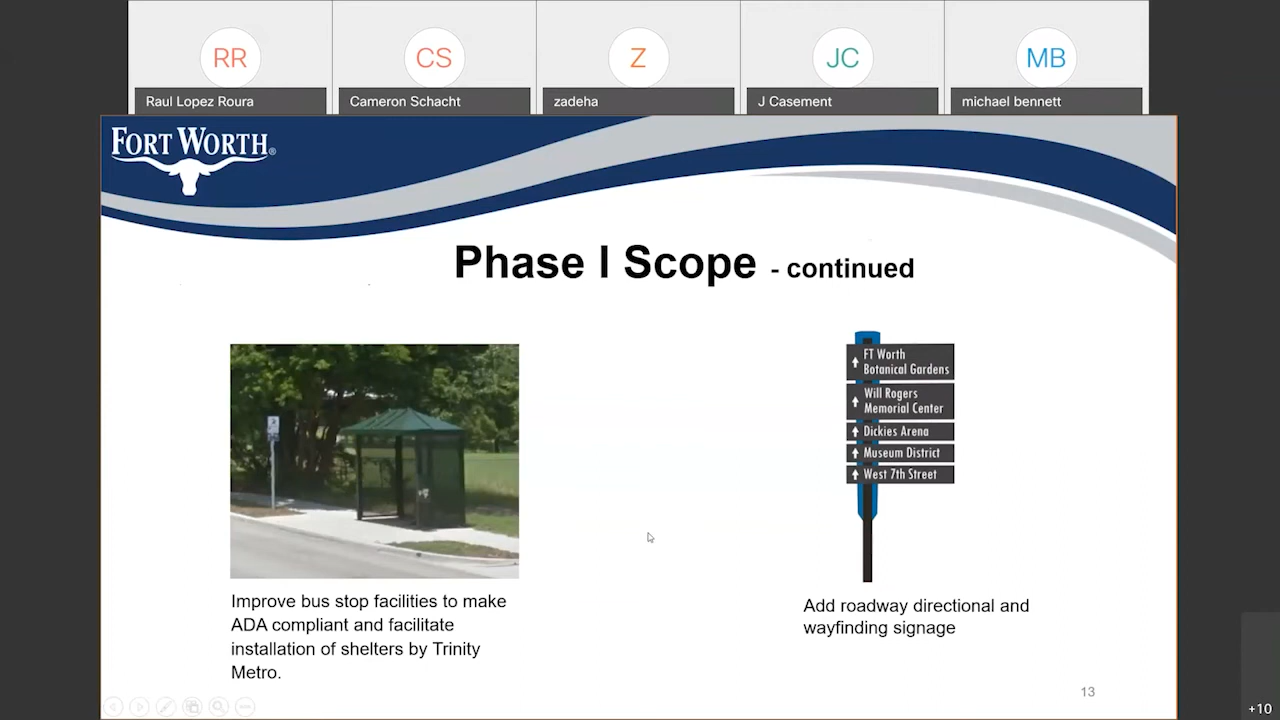 RR
CS
Z
JC
MB
Raul Lopez Roura
Cameron Schacht
zadeha
J Casement
michael bennett
FORT WORTH®
Phase I Scope - continued
FT Worth
Botanical Gardens
Will Rogers
Memorial Center
Dickies Arena
Museum District
West 7th Street
Improve bus stop facilities to make
ADA compliant and facilitate
installation of shelters by Trinity
Metro.
Add roadway directional and
wayfinding signage
13
+10